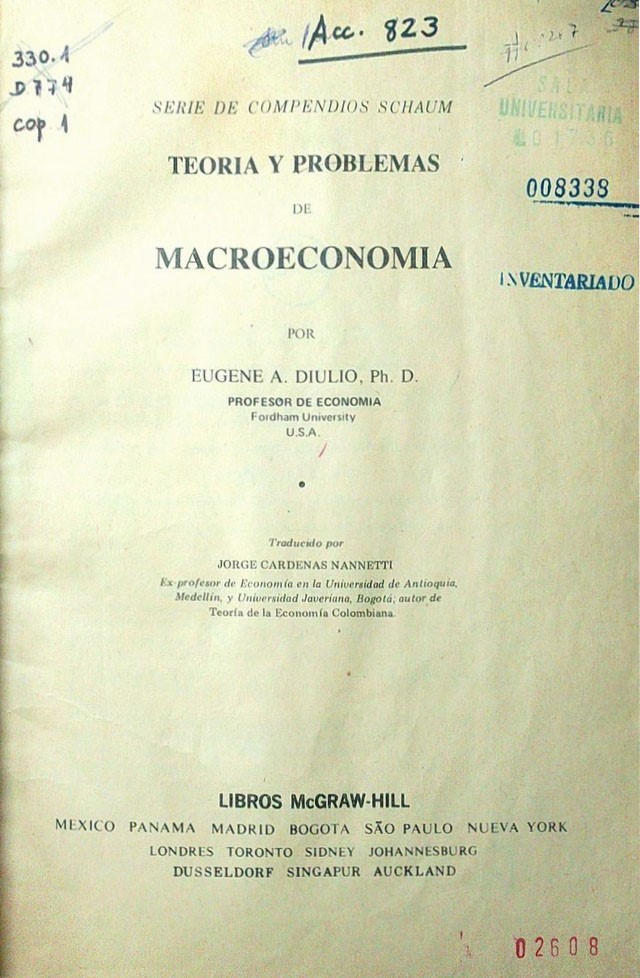 Acc. 823
330.1
D774
cop 1
SALA
UNIVERSITARIA
008338
INVENTARIADO
SERIE DE COMPENDIOS SCHAUM
TEORIA Y PROBLEMAS
DE
MACROECONOMIA
POR
EUGENE A. DIULIO, Ph. D.
PROFESOR DE ECONOMIA
Fordham University
U.S.A.
Traducido por
JORGE CARDENAS NANNETTI
Ex-profesor de Economía en la Universidad de Antioquia,
Medellín, y Universidad Javeriana, Bogotá; autor de
Teoría de la Economía Colombiana.
LIBROS McGRAW-HILL
MEXICO PANAMA MADRID BOGOTA SÃO PAULO NUEVA YORK
LONDRES TORONTO SIDNEY JOHANNESBURG
DUSSELDORF SINGAPUR AUCKLAND
02608